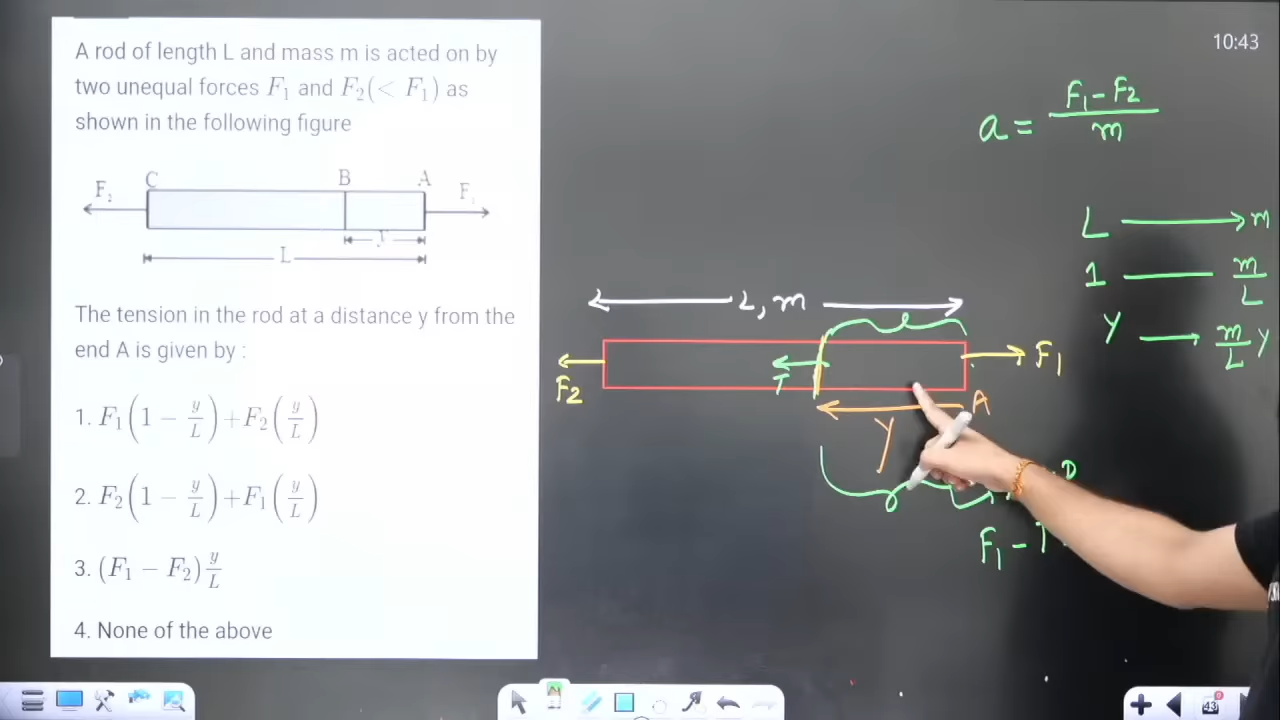 10:43
A rod of length L and mass m is acted on by
two unequal forces F₁ and F₂(< F₁) as
shown in the following figure
C B A
F₂
L
The tension in the rod at a distance y from the
end A is given by :
1. F₁(1 − y/L)+F₂(y/L)
2. F₂(1 − y/L)+F₁(y/L)
3. (F₁ − F₂)y/L
4. None of the above
a = (F₁ − F₂)/m
L → m
1 — m/L
Y → m/L Y
L, m
F₂ T F₁
A
Y
F₁ − T
43